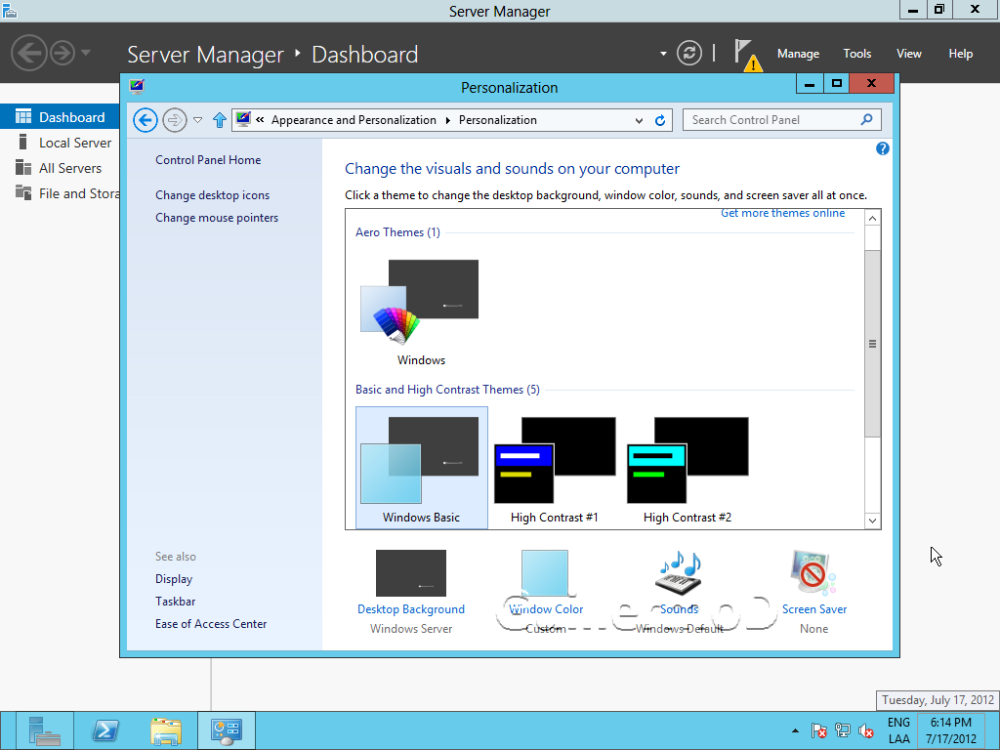 Server Manager
Server Manager ‣ Dashboard
Manage Tools View Help
Personalization
« Appearance and Personalization ‣ Personalization
Search Control Panel
Dashboard
Local Server
All Servers
File and Stora
Control Panel Home
Change desktop icons
Change mouse pointers
See also
Display
Taskbar
Ease of Access Center
Change the visuals and sounds on your computer
Click a theme to change the desktop background, window color, sounds, and screen saver all at once.
Get more themes online
Aero Themes (1)
Windows
Basic and High Contrast Themes (5)
Windows Basic
High Contrast #1
High Contrast #2
Desktop Background
Windows Server
Window Color
Custom
Sounds
Windows Default
Screen Saver
None
Tuesday, July 17, 2012
ENG
LAA
6:14 PM
7/17/2012